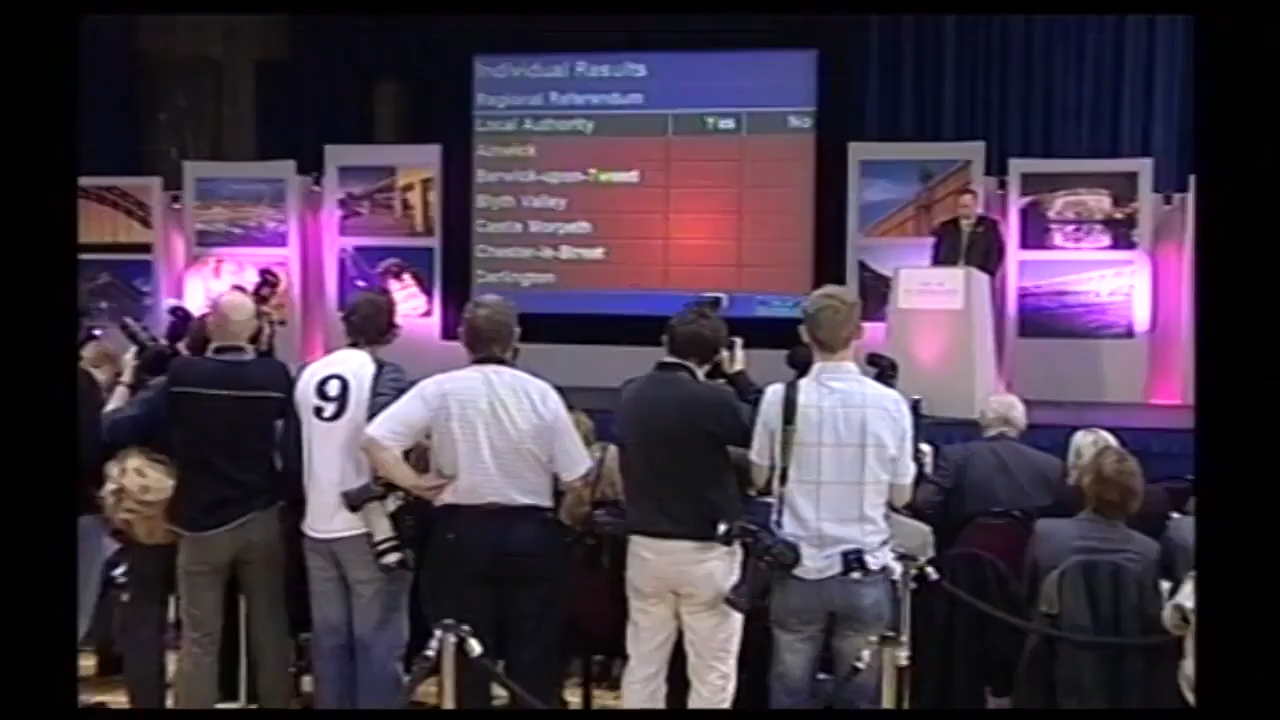 Individual Results
Regional Referendum
Local Authority Yes No
Alnwick
Berwick-upon-Tweed
Blyth Valley
Castle Morpeth
Chester-le-Street
Darlington
9